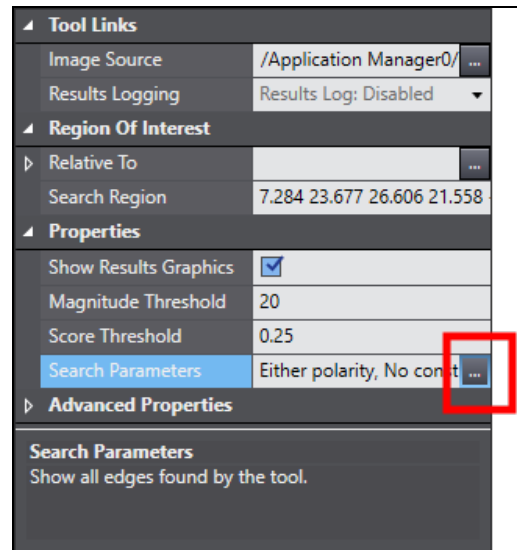 Tool Links
Image Source /Application Manager0/ ...
Results Logging Results Log: Disabled
Region Of Interest
Relative To ...
Search Region 7.284 23.677 26.606 21.558
Properties
Show Results Graphics
Magnitude Threshold 20
Score Threshold 0.25
Search Parameters Either polarity, No const ...
Advanced Properties
Search Parameters
Show all edges found by the tool.